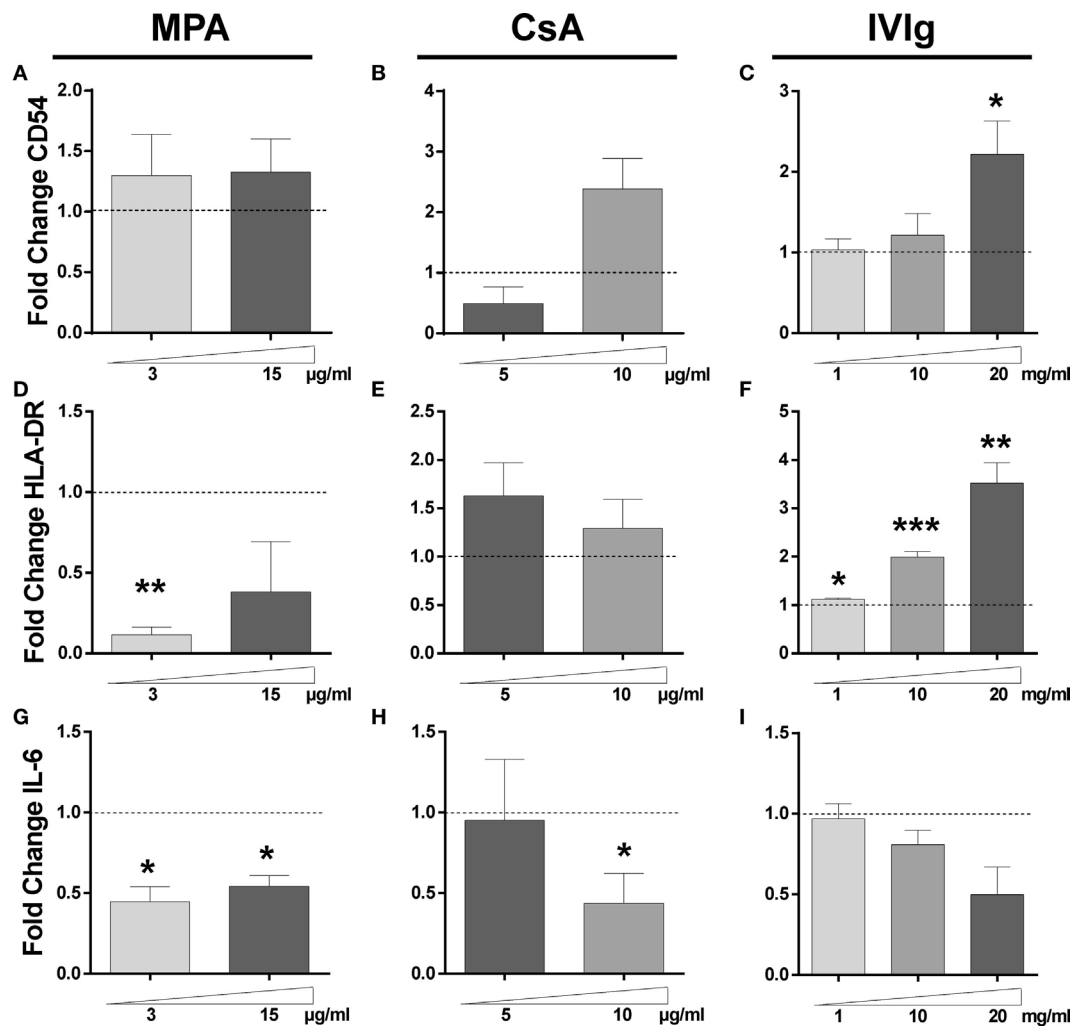 MPA CsA IVIg
A B C
Fold Change CD54
2.0 1.5 1.0 0.5 0.0
3 15 µg/ml
4 3 2 1 0
5 10 µg/ml
3 2 1 0
*
1 10 20 mg/ml
D E F
Fold Change HLA-DR
1.5 1.0 0.5 0.0
**
3 15 µg/ml
2.5 2.0 1.5 1.0 0.5 0.0
5 10 µg/ml
5 4 3 2 1 0
* *** **
1 10 20 mg/ml
G H I
Fold Change IL-6
1.5 1.0 0.5 0.0
* *
3 15 µg/ml
1.5 1.0 0.5 0.0
*
5 10 µg/ml
1.5 1.0 0.5 0.0
1 10 20 mg/ml